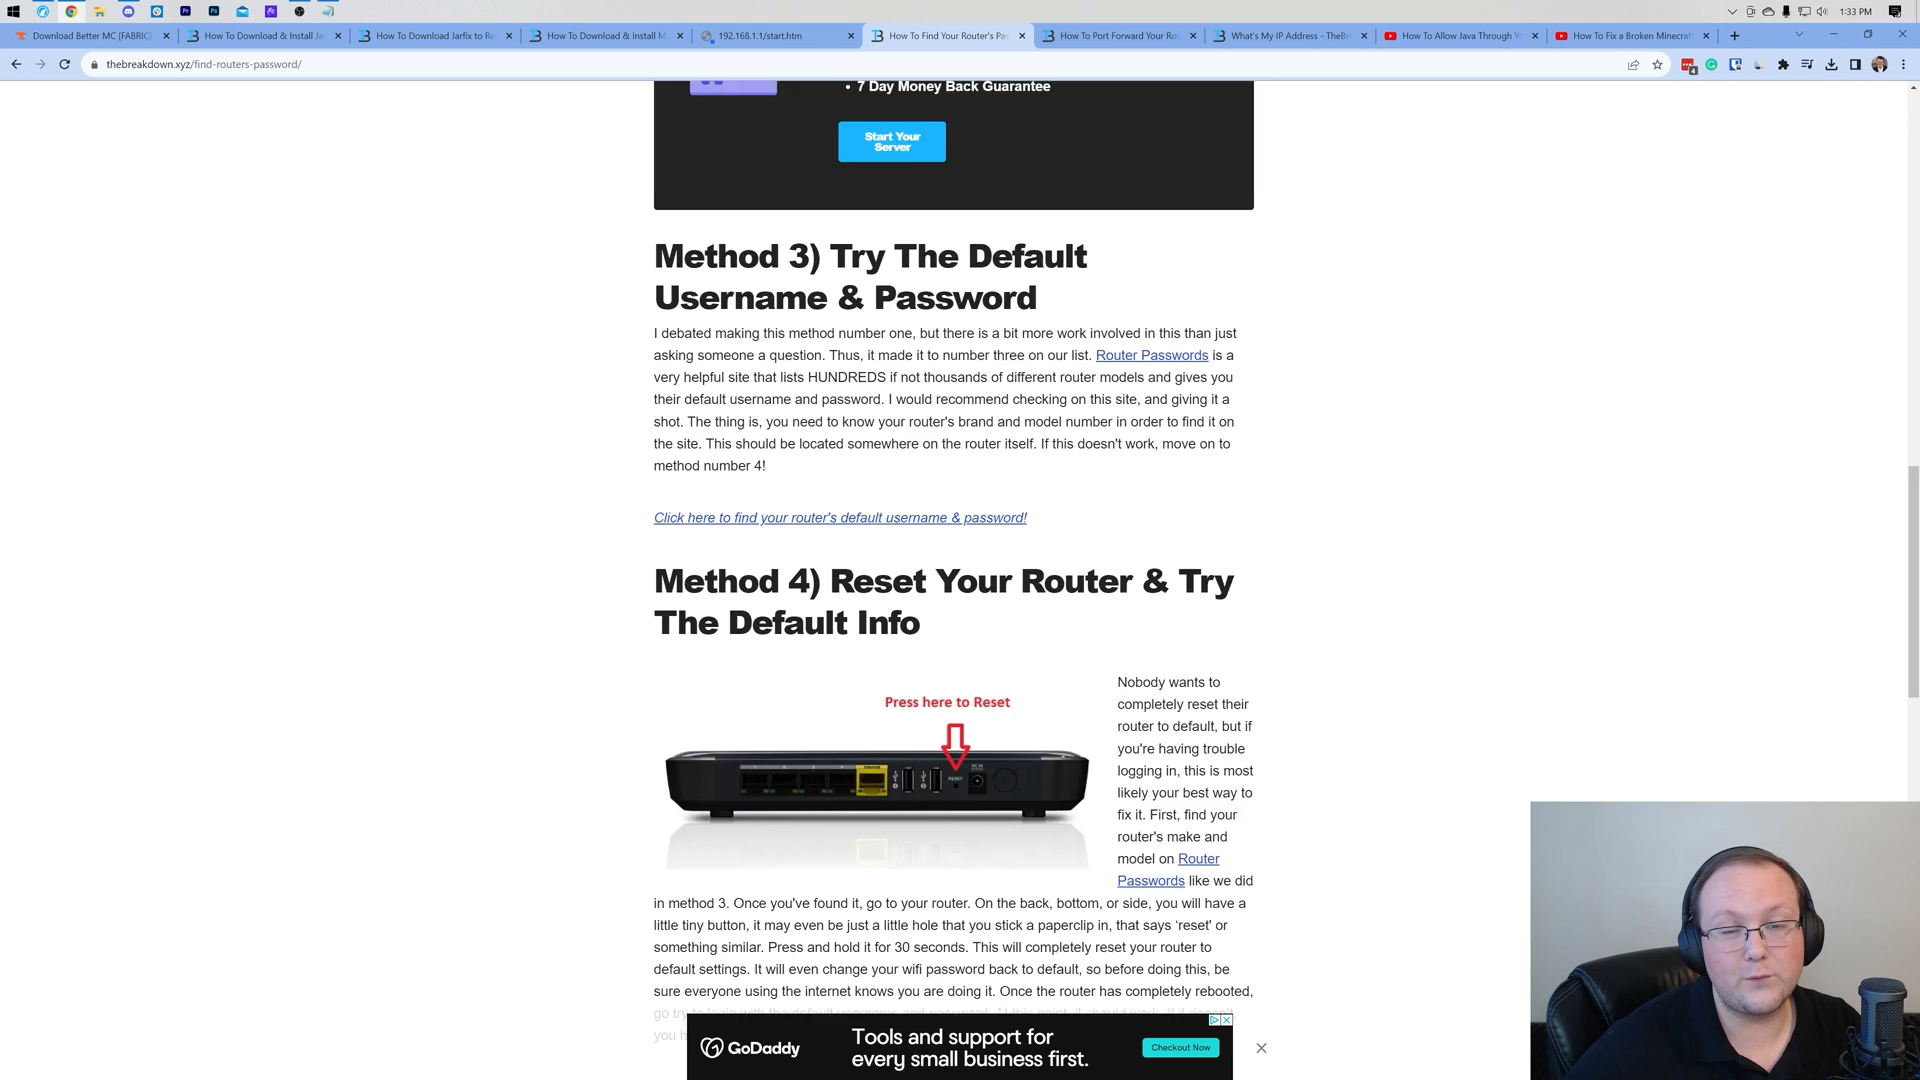 1:33 PM
Download Better MC [FABRIC]
How To Download & Install Ja
How To Download Jarfix to Re
How To Download & Install M
192.168.1.1/start.htm
How To Find Your Router's Pas
How To Port Forward Your Ro
What's My IP Address - TheBr
How To Allow Java Through Yo
How To Fix a Broken Minecraft
thebreakdown.xyz/find-routers-password/
4
• 7 Day Money Back Guarantee
Start Your
Server
Method 3) Try The Default
Username & Password
I debated making this method number one, but there is a bit more work involved in this than just
asking someone a question. Thus, it made it to number three on our list. Router Passwords is a
very helpful site that lists HUNDREDS if not thousands of different router models and gives you
their default username and password. I would recommend checking on this site, and giving it a
shot. The thing is, you need to know your router's brand and model number in order to find it on
the site. This should be located somewhere on the router itself. If this doesn't work, move on to
method number 4!
Click here to find your router's default username & password!
Method 4) Reset Your Router & Try
The Default Info
Press here to Reset
Internet
RESET
Nobody wants to
completely reset their
router to default, but if
you're having trouble
logging in, this is most
likely your best way to
fix it. First, find your
router's make and
model on Router
Passwords like we did
in method 3. Once you've found it, go to your router. On the back, bottom, or side, you will have a
little tiny button, it may even be just a little hole that you stick a paperclip in, that says 'reset' or
something similar. Press and hold it for 30 seconds. This will completely reset your router to
default settings. It will even change your wifi password back to default, so before doing this, be
sure everyone using the internet knows you are doing it. Once the router has completely rebooted,
you h
GoDaddy
Tools and support for
every small business first.
Checkout Now